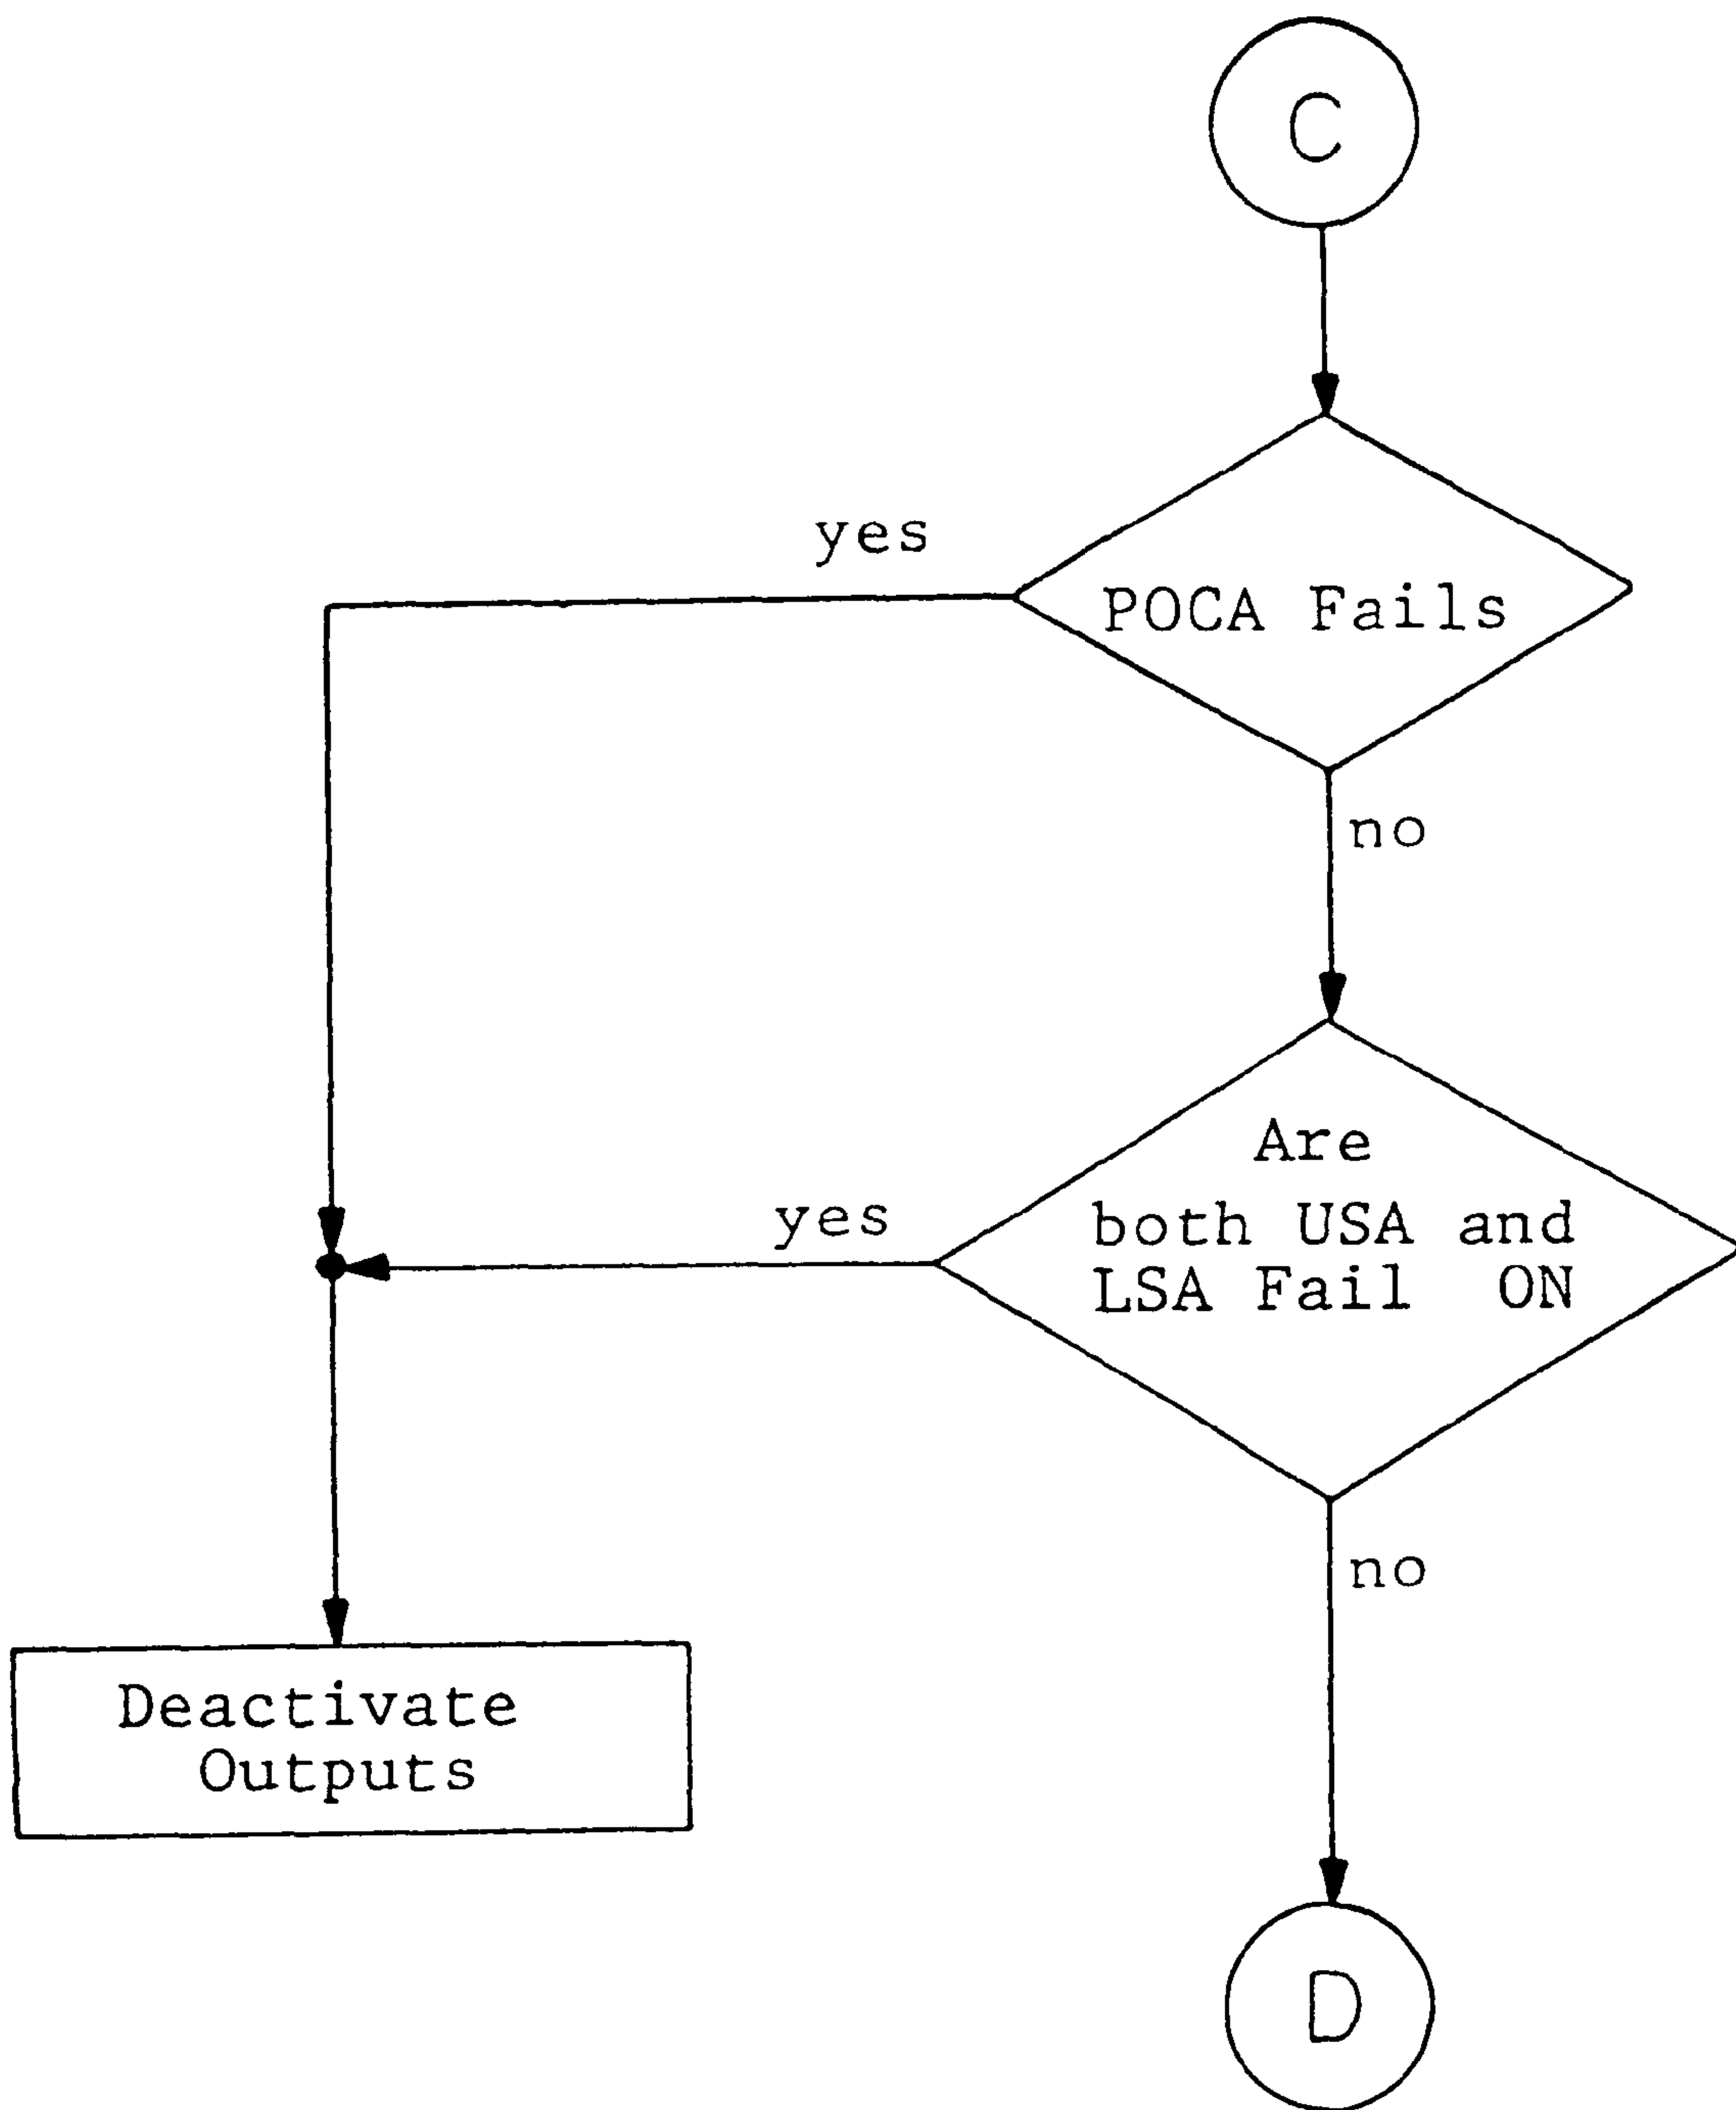 C
yes
POCA Fails
no
Are
both USA and
yes
LSA Fail ON
no
Deactivate
Outputs
D